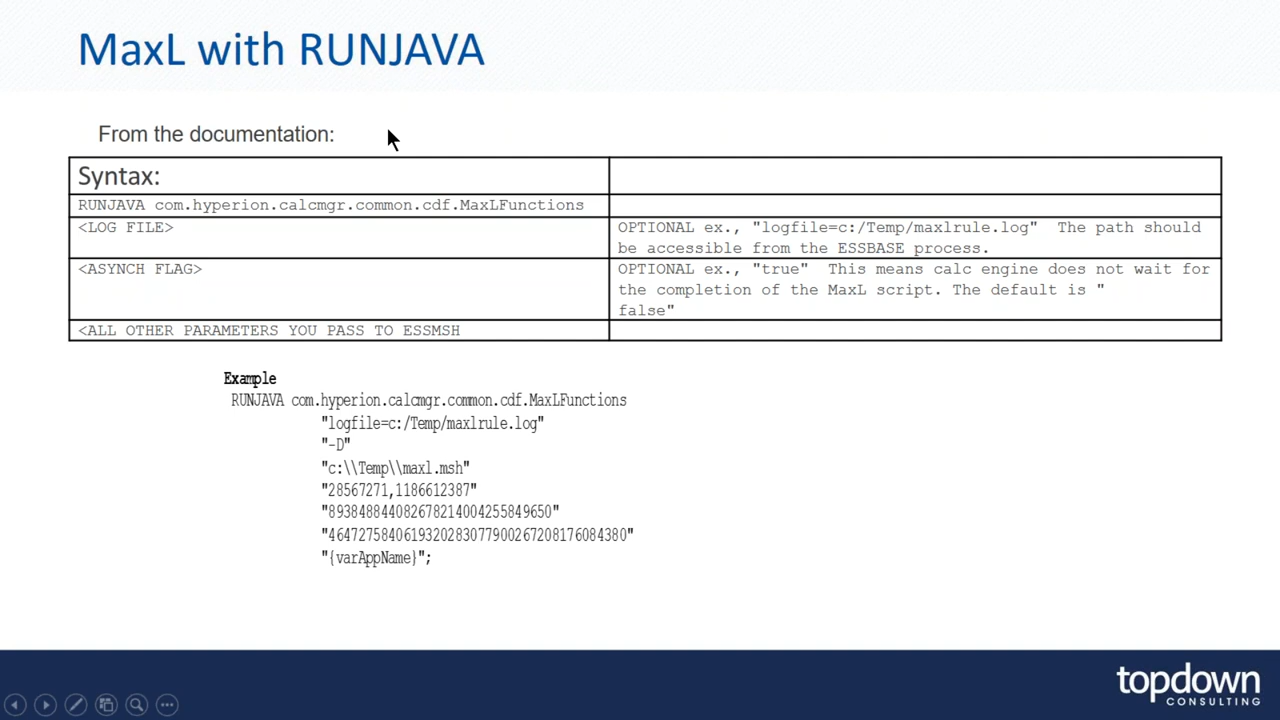 MaxL with RUNJAVA
From the documentation:
Syntax:
RUNJAVA com.hyperion.calcmgr.common.cdf.MaxLFunctions
<LOG FILE>
OPTIONAL ex., "logfile=c:/Temp/maxlrule.log"  The path should
be accessible from the ESSBASE process.
<ASYNCH FLAG>
OPTIONAL ex., "true"  This means calc engine does not wait for
the completion of the MaxL script. The default is "
false"
<ALL OTHER PARAMETERS YOU PASS TO ESSMSH
Example
RUNJAVA com.hyperion.calcmgr.common.cdf.MaxLFunctions
"logfile=c:/Temp/maxlrule.log"
"-D"
"c:\\Temp\\maxl.msh"
"28567271,1186612387"
"893848844082678214004255849650"
"4647275840619320283077900267208176084380"
"{varAppName}";
topdown
CONSULTING